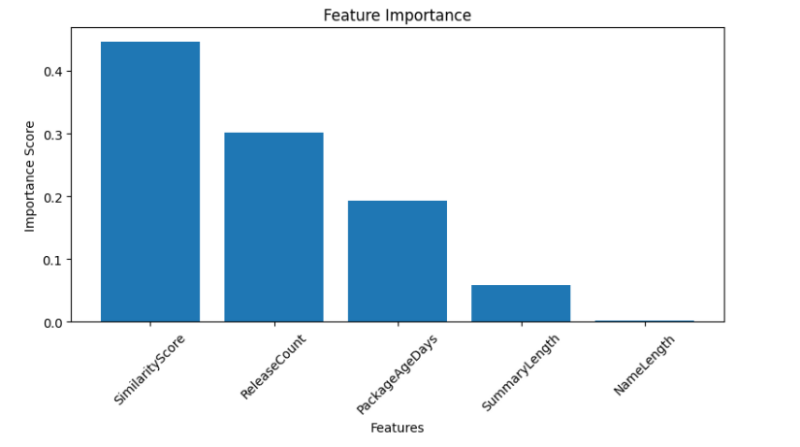 Feature Importance
Importance Score
0.4
0.3
0.2
0.1
0.0
SimilarityScore
ReleaseCount
PackageAgeDays
SummaryLength
NameLength
Features